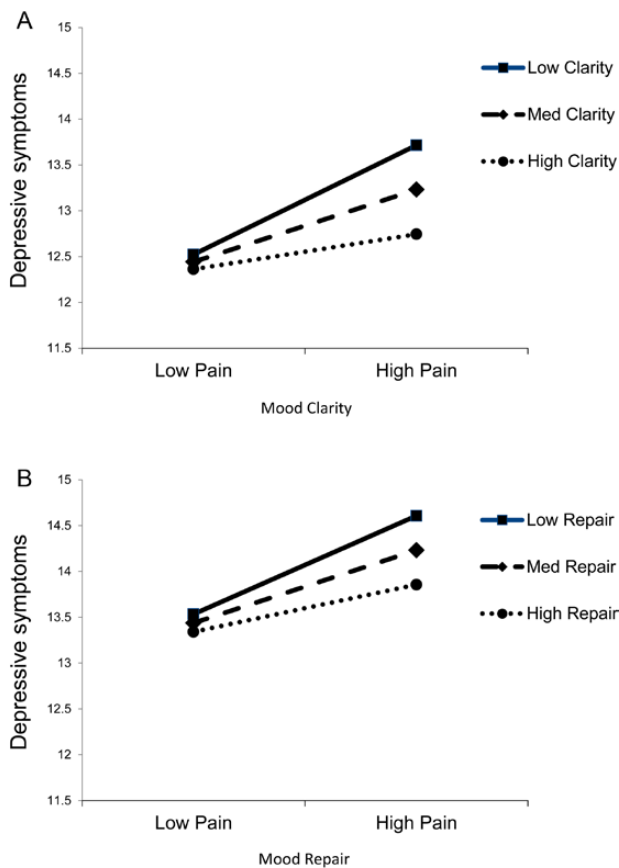 A
15
14.5
14
13.5
13
12.5
12
11.5
Depressive symptoms
Low Pain High Pain
Mood Clarity
Low Clarity
Med Clarity
High Clarity
B
15
14.5
14
13.5
13
12.5
12
11.5
Depressive symptoms
Low Pain High Pain
Mood Repair
Low Repair
Med Repair
High Repair